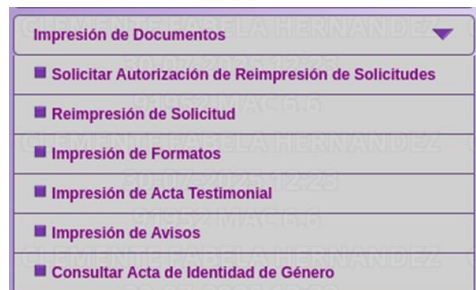 Impresión de Documentos
Solicitar Autorización de Reimpresión de Solicitudes
Reimpresión de Solicitud
Impresión de Formatos
Impresión de Acta Testimonial
Impresión de Avisos
Consultar Acta de Identidad de Género